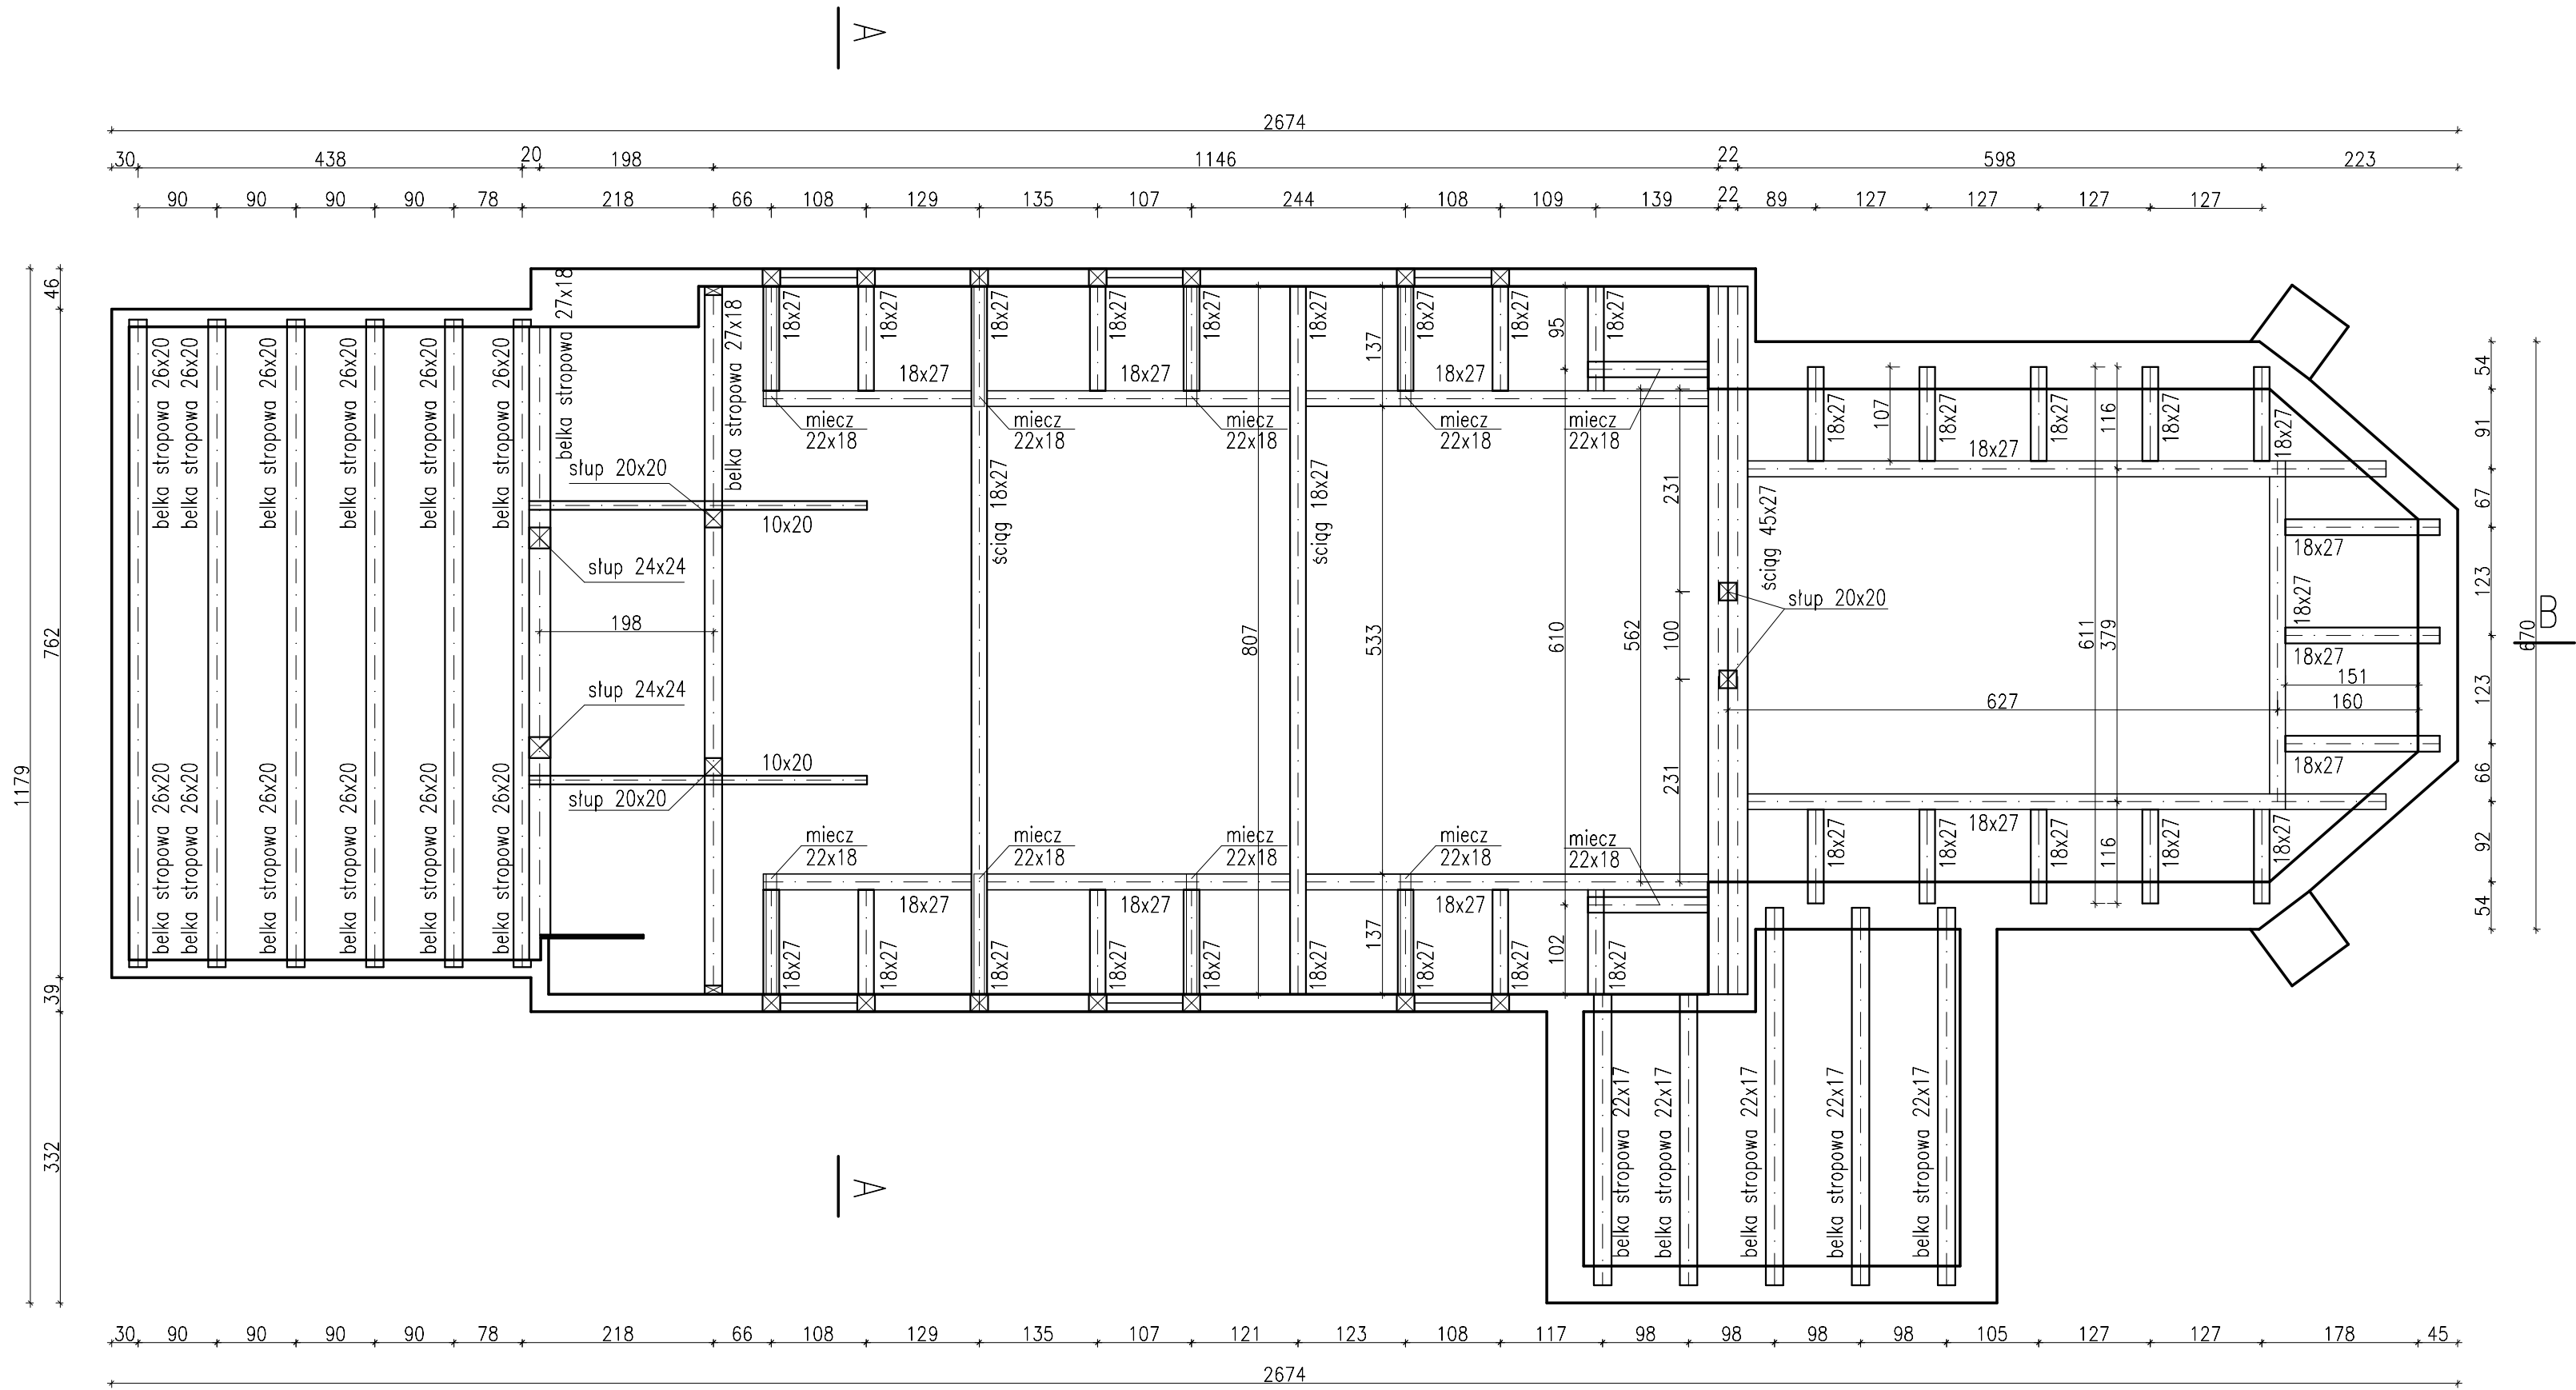 A
2674
30 438 20 198 1146 22 598 223
90 90 90 90 78 218 66 108 129 135 107 244 108 109 139 22 89 127 127 127 127
1179
46
762
39
332
belka stropowa 26x20
belka stropowa 26x20
belka stropowa 26x20
belka stropowa 26x20
belka stropowa 26x20
belka stropowa 26x20
belka stropowa 27x18
belka stropowa 27x18
18x27
18x27
18x27
18x27
18x27
18x27
18x27
18x27
18x27
18x27
18x27
18x27
miecz
22x18
miecz
22x18
miecz
22x18
miecz
22x18
miecz
22x18
137
95
słup 20x20
10x20
słup 24x24
198
słup 24x24
10x20
słup 20x20
ściąg 18x27
ściąg 18x27
ściąg 45x27
807
533
610
562
231
100
231
słup 20x20
107
18x27
18x27
18x27
18x27
18x27
116
18x27
611
379
627
18x27
18x27
18x27
18x27
151
160
18x27
116
18x27
18x27
18x27
18x27
18x27
54
91
67
123
123
66
92
54
670
B
belka stropowa 26x20
belka stropowa 26x20
belka stropowa 26x20
belka stropowa 26x20
belka stropowa 26x20
belka stropowa 26x20
miecz
22x18
miecz
22x18
miecz
22x18
miecz
22x18
miecz
22x18
18x27
18x27
18x27
137
102
18x27
18x27
18x27
18x27
18x27
18x27
18x27
18x27
18x27
belka stropowa 22x17
belka stropowa 22x17
belka stropowa 22x17
belka stropowa 22x17
belka stropowa 22x17
A
30 90 90 90 90 78 218 66 108 129 135 107 121 123 108 117 98 98 98 98 105 127 127 178 45
2674